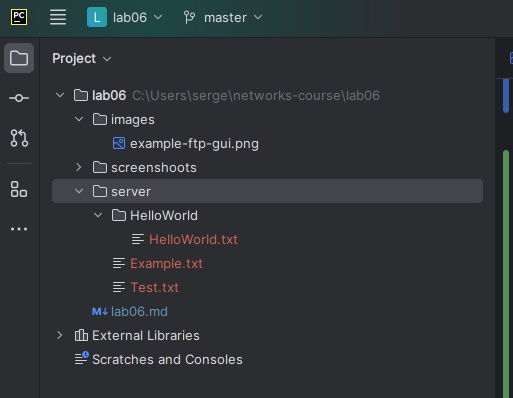 PC L lab06 master
Project
lab06 C:\Users\serge\networks-course\lab06
images
example-ftp-gui.png
screenshoots
server
HelloWorld
HelloWorld.txt
Example.txt
Test.txt
M↓ lab06.md
External Libraries
Scratches and Consoles